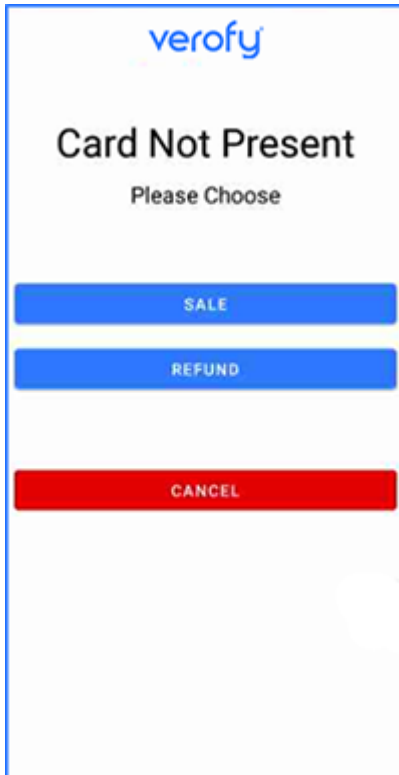 verofy
Card Not Present
Please Choose
SALE
REFUND
CANCEL